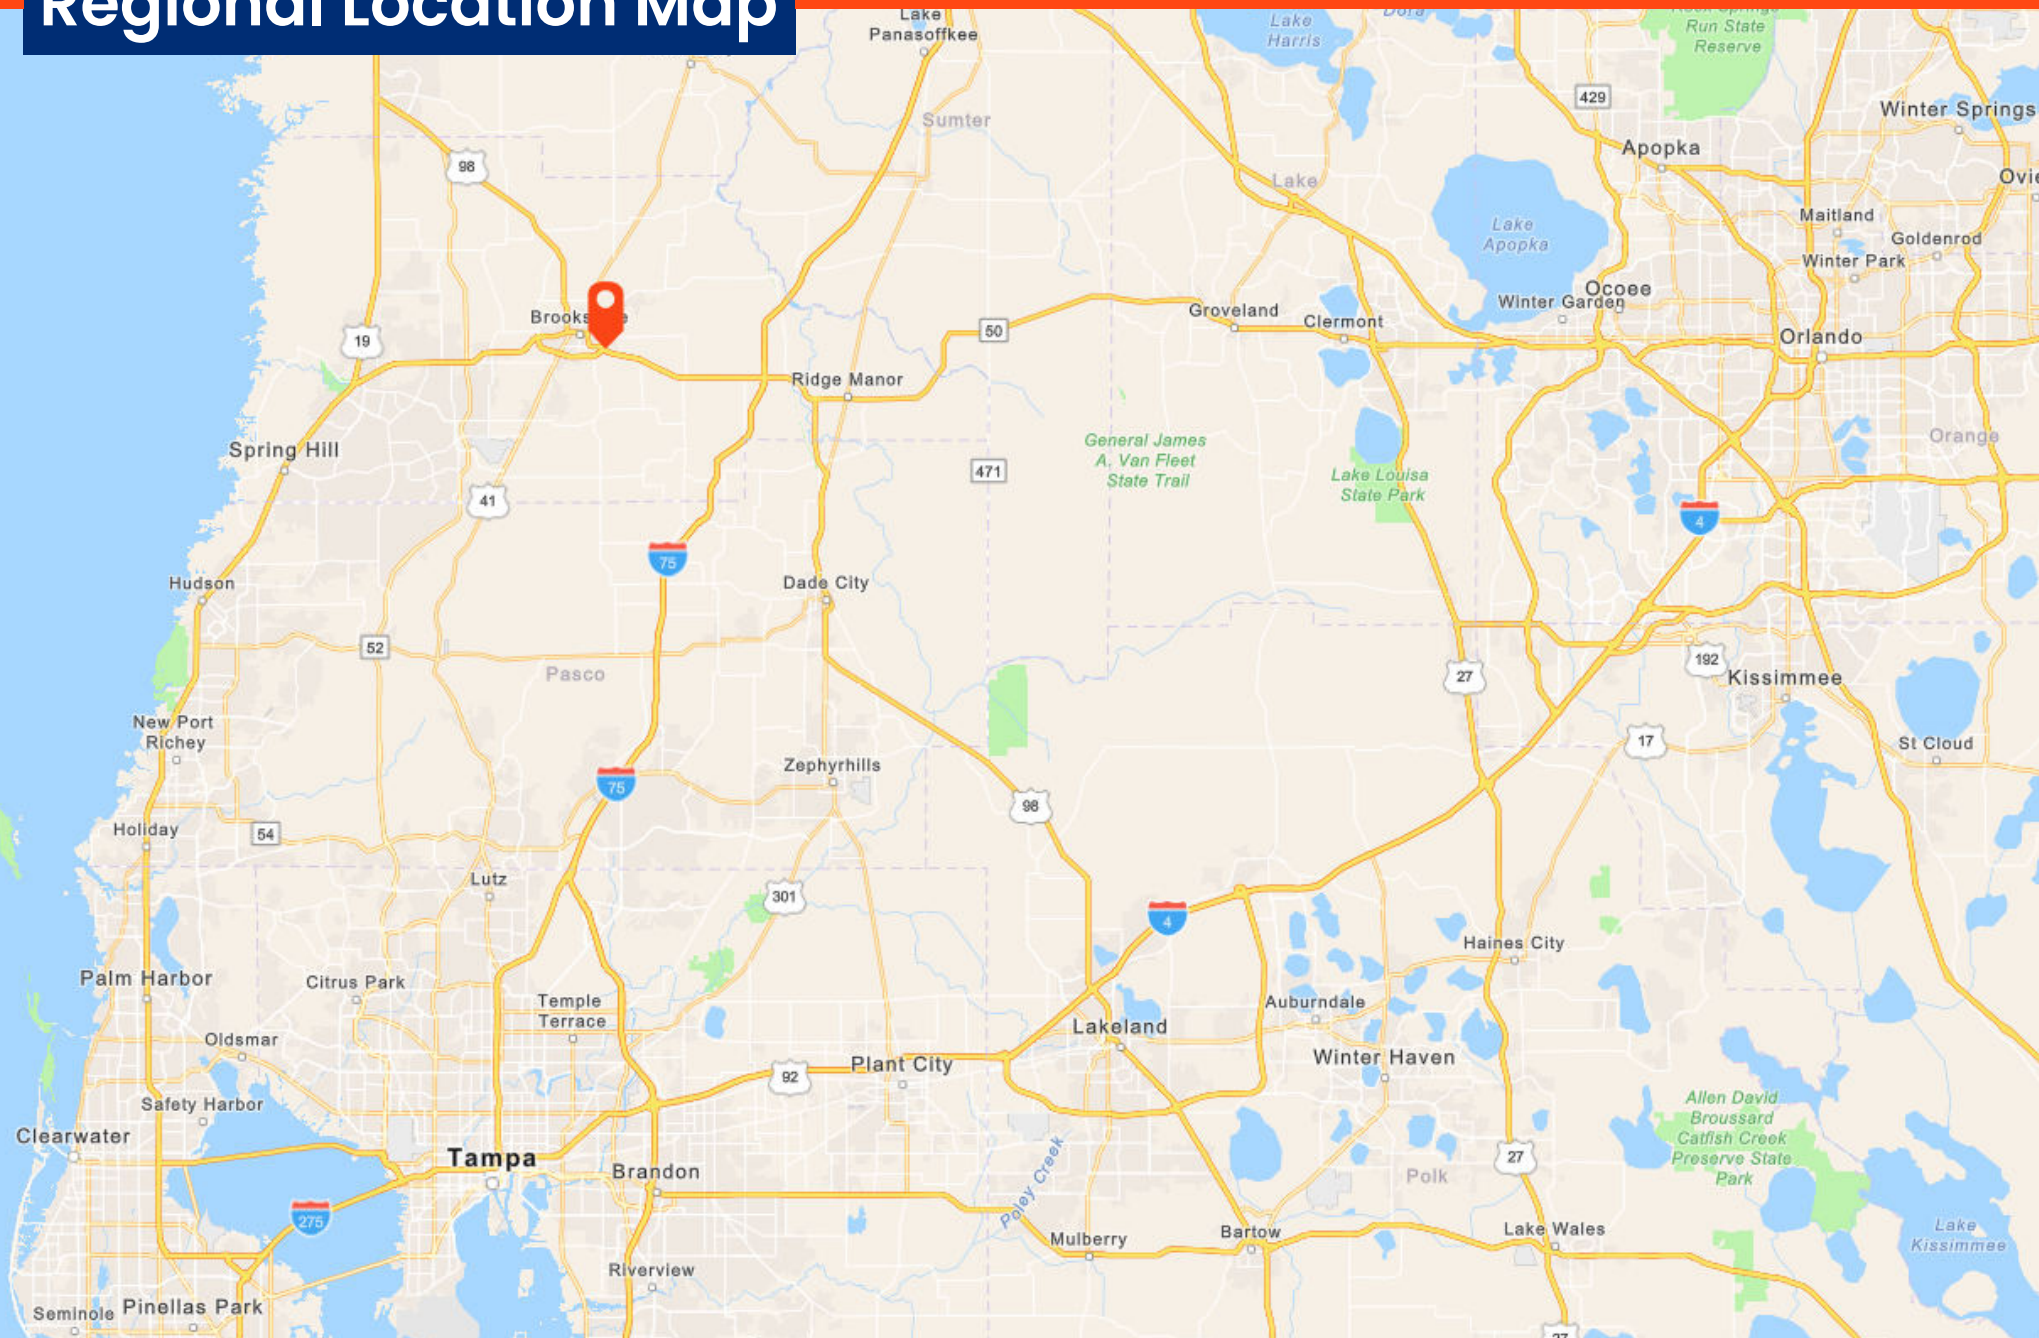 Regional Location Map
Lake
Panasoffkee
Lake
Harris
Run State
Reserve
429
Winter Springs
Sumter
98
Apopka
Lake
Maitland
Lake
Apopka
Goldenrod
Winter Park
Ocoee
Winter Garden
Groveland
Clermont
50
19
Orlando
Ridge Manor
Orange
General James
A. Van Fleet
State Trail
Spring Hill
471
Lake Louisa
State Park
41
4
75
Hudson
Dade City
52
192
Pasco
27
Kissimmee
New Port
Richey
17
St Cloud
Zephyrhills
75
98
Holiday
54
Lutz
301
4
Haines City
Palm Harbor
Citrus Park
Temple
Terrace
Auburndale
Lakeland
Oldsmar
Winter Haven
Plant City
92
Safety Harbor
Allen David
Broussard
Catfish Creek
Preserve State
Park
Clearwater
Tampa
Brandon
27
Polk
Poley Creek
275
Mulberry
Bartow
Lake Wales
Lake
Kissimmee
Riverview
Seminole
Pinellas Park